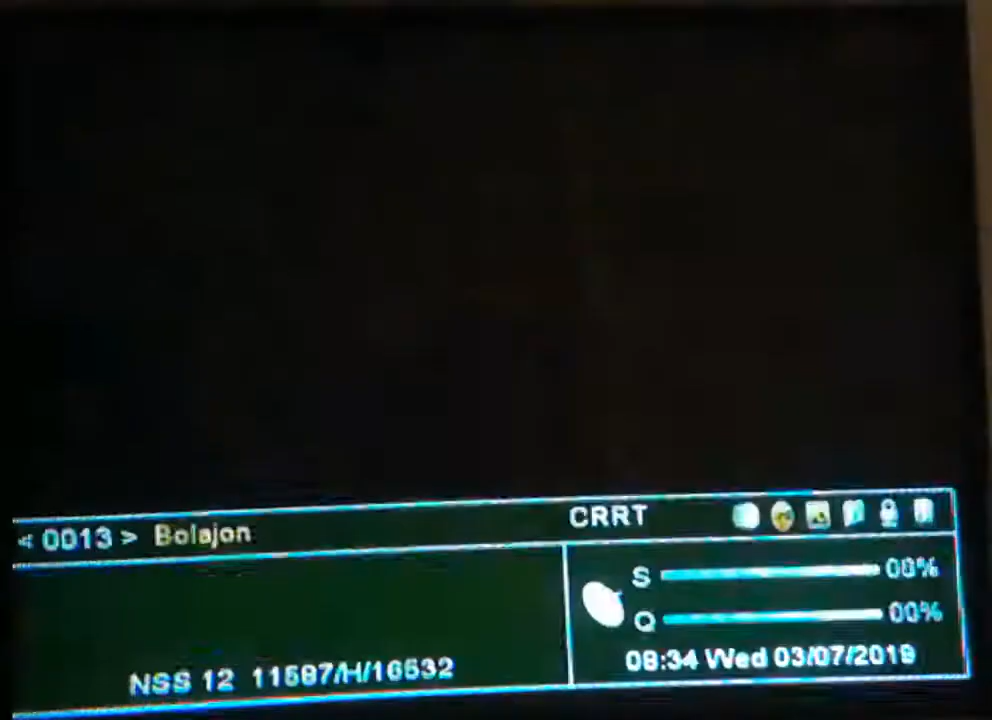 < 0013 > Bolajon CRRT
S 00%
Q 00%
NSS 12 11587/H/16532
08:34 Wed 03/07/2019